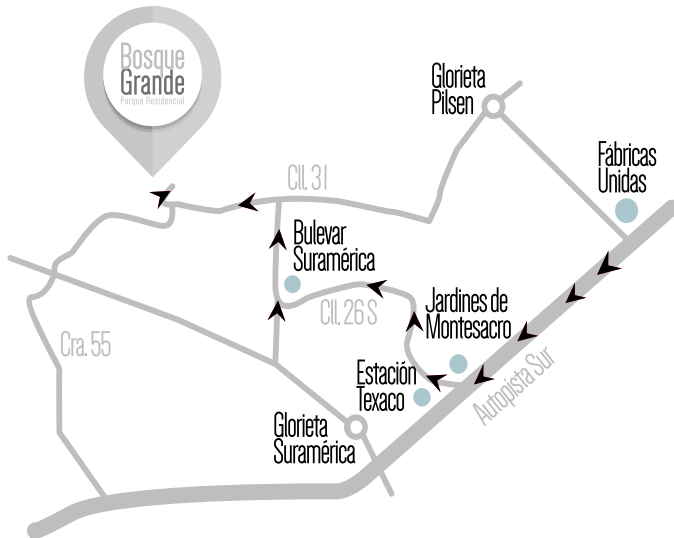 Bosque
Grande
Parque Residencial
Glorieta
Pilsen
Fábricas
Unidas
Cll. 31
Bulevar
Suramérica
Cll. 26 S
Jardines de
Montesacro
Cra. 55
Estación
Texaco
Autopista Sur
Glorieta
Suramérica